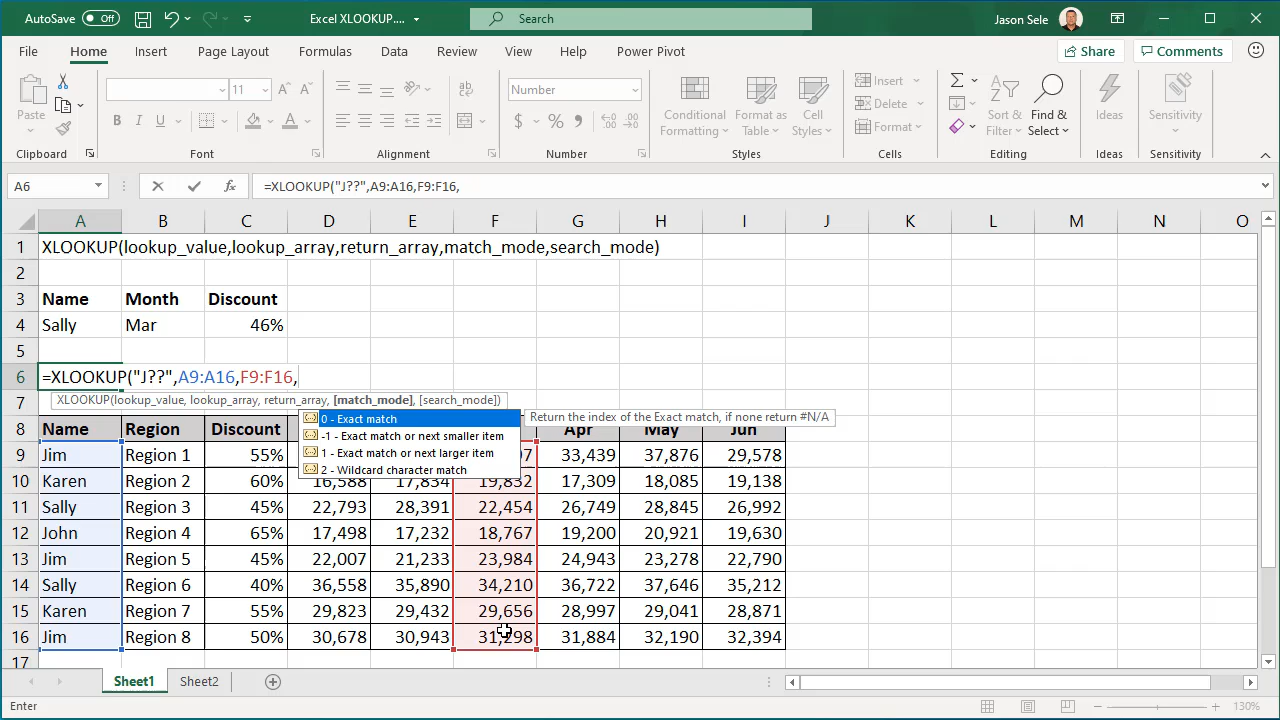 AutoSave Off Excel XLOOKUP.... Search Jason Sele
File Home Insert Page Layout Formulas Data Review View Help Power Pivot Share Comments
Paste 11 Number Conditional Formatting Format as Table Cell Styles Insert Delete Format Sort & Filter Find & Select Ideas Sensitivity
B I U $ % 9
Clipboard Font Alignment Number Styles Cells Editing Ideas Sensitivity
A6 fx =XLOOKUP("J??",A9:A16,F9:F16,
A B C D E F G H I J K L M N O
1 XLOOKUP(lookup_value,lookup_array,return_array,match_mode,search_mode)
2
3 Name Month Discount
4 Sally Mar 46%
5
6 =XLOOKUP("J??",A9:A16,F9:F16,
7 XLOOKUP(lookup_value, lookup_array, return_array, [match_mode], [search_mode])
0 - Exact match Return the index of the Exact match, if none return #N/A
-1 - Exact match or next smaller item
1 - Exact match or next larger item
2 - Wildcard character match
8 Name Region Discount Apr May Jun
9 Jim Region 1 55% 33,439 37,876 29,578
10 Karen Region 2 60% 16,588 17,834 19,832 17,309 18,085 19,138
11 Sally Region 3 45% 22,793 28,391 22,454 26,749 28,845 26,992
12 John Region 4 65% 17,498 17,232 18,767 19,200 20,921 19,630
13 Jim Region 5 45% 22,007 21,233 23,984 24,943 23,278 22,790
14 Sally Region 6 40% 36,558 35,890 34,210 36,722 37,646 35,212
15 Karen Region 7 55% 29,823 29,432 29,656 28,997 29,041 28,871
16 Jim Region 8 50% 30,678 30,943 31,298 31,884 32,190 32,394
17
Sheet1 Sheet2
Enter 130%